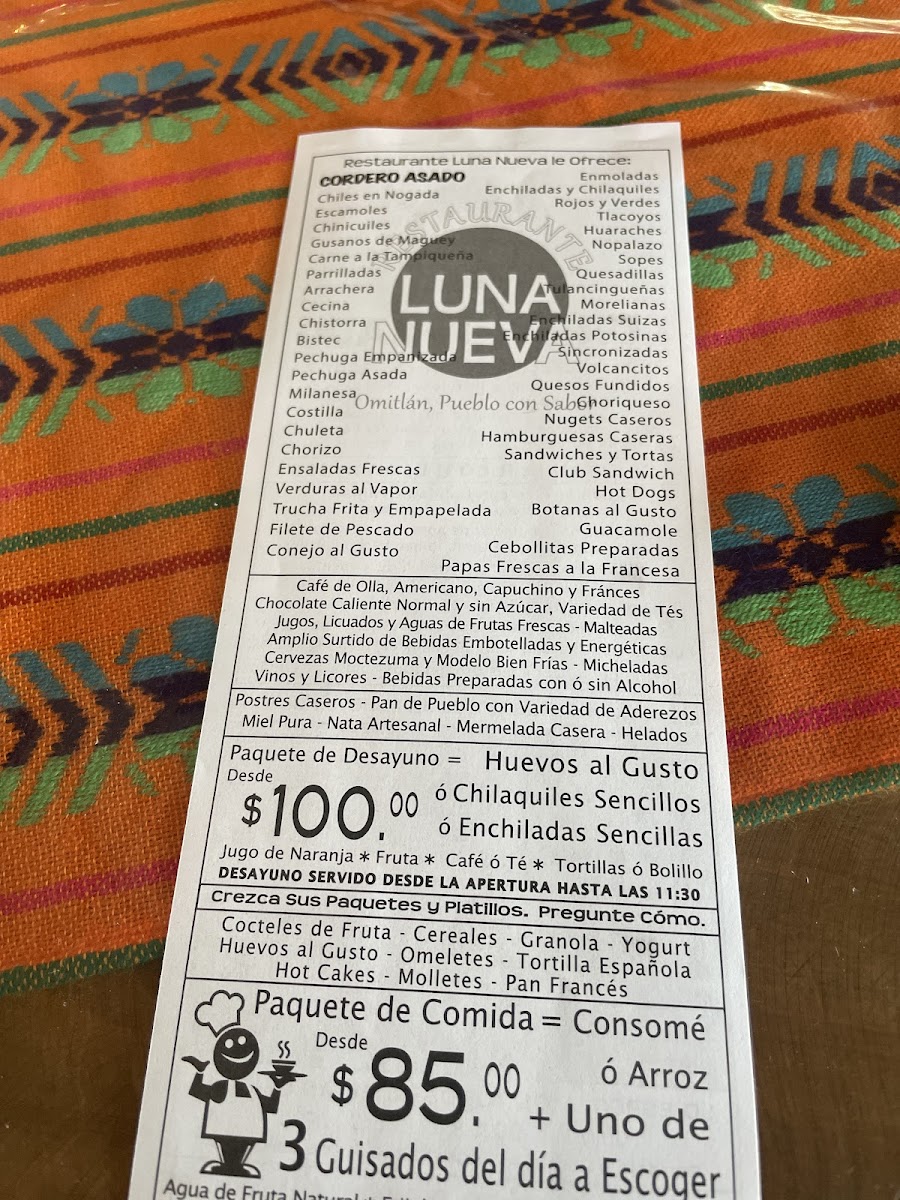 Restaurante Luna Nueva le Ofrece:
CORDERO ASADO
Chiles en Nogada
Escamoles
Chinicuiles
Gusanos de Maguey
Carne a la Tampiqueña
Parrilladas
Arrachera
Cecina
Chistorra
Bistec
Pechuga Empanizada
Pechuga Asada
Milanesa
Costilla
Chuleta
Chorizo
Ensaladas Frescas
Verduras al Vapor
Trucha Frita y Empapelada
Filete de Pescado
Conejo al Gusto
RESTAURANTE
LUNA
NUEVA
Omitlán, Pueblo con Sabor
Enmoladas
Enchiladas y Chilaquiles
Rojos y Verdes
Tlacoyos
Huaraches
Nopalazo
Sopes
Quesadillas
Tulancingueñas
Morelianas
Enchiladas Suizas
Enchiladas Potosinas
Sincronizadas
Volcancitos
Quesos Fundidos
Choriqueso
Nugets Caseros
Hamburguesas Caseras
Sandwiches y Tortas
Club Sandwich
Hot Dogs
Botanas al Gusto
Guacamole
Cebollitas Preparadas
Papas Frescas a la Francesa
Café de Olla, Americano, Capuchino y Fránces
Chocolate Caliente Normal y sin Azúcar, Variedad de Tés
Jugos, Licuados y Aguas de Frutas Frescas - Malteadas
Amplio Surtido de Bebidas Embotelladas y Energéticas
Cervezas Moctezuma y Modelo Bien Frías - Micheladas
Vinos y Licores - Bebidas Preparadas con ó sin Alcohol
Postres Caseros - Pan de Pueblo con Variedad de Aderezos
Miel Pura - Nata Artesanal - Mermelada Casera - Helados
Paquete de Desayuno = Huevos al Gusto
Desde
$100.00 ó Chilaquiles Sencillos
ó Enchiladas Sencillas
Jugo de Naranja * Fruta * Café ó Té * Tortillas ó Bolillo
DESAYUNO SERVIDO DESDE LA APERTURA HASTA LAS 11:30
Crezca Sus Paquetes y Platillos. Pregunte Cómo.
Cocteles de Fruta - Cereales - Granola - Yogurt
Huevos al Gusto - Omeletes - Tortilla Española
Hot Cakes - Molletes - Pan Francés
Paquete de Comida = Consomé
Desde
$85.00 ó Arroz
+ Uno de
3 Guisados del día a Escoger
Agua de Fruta Natural